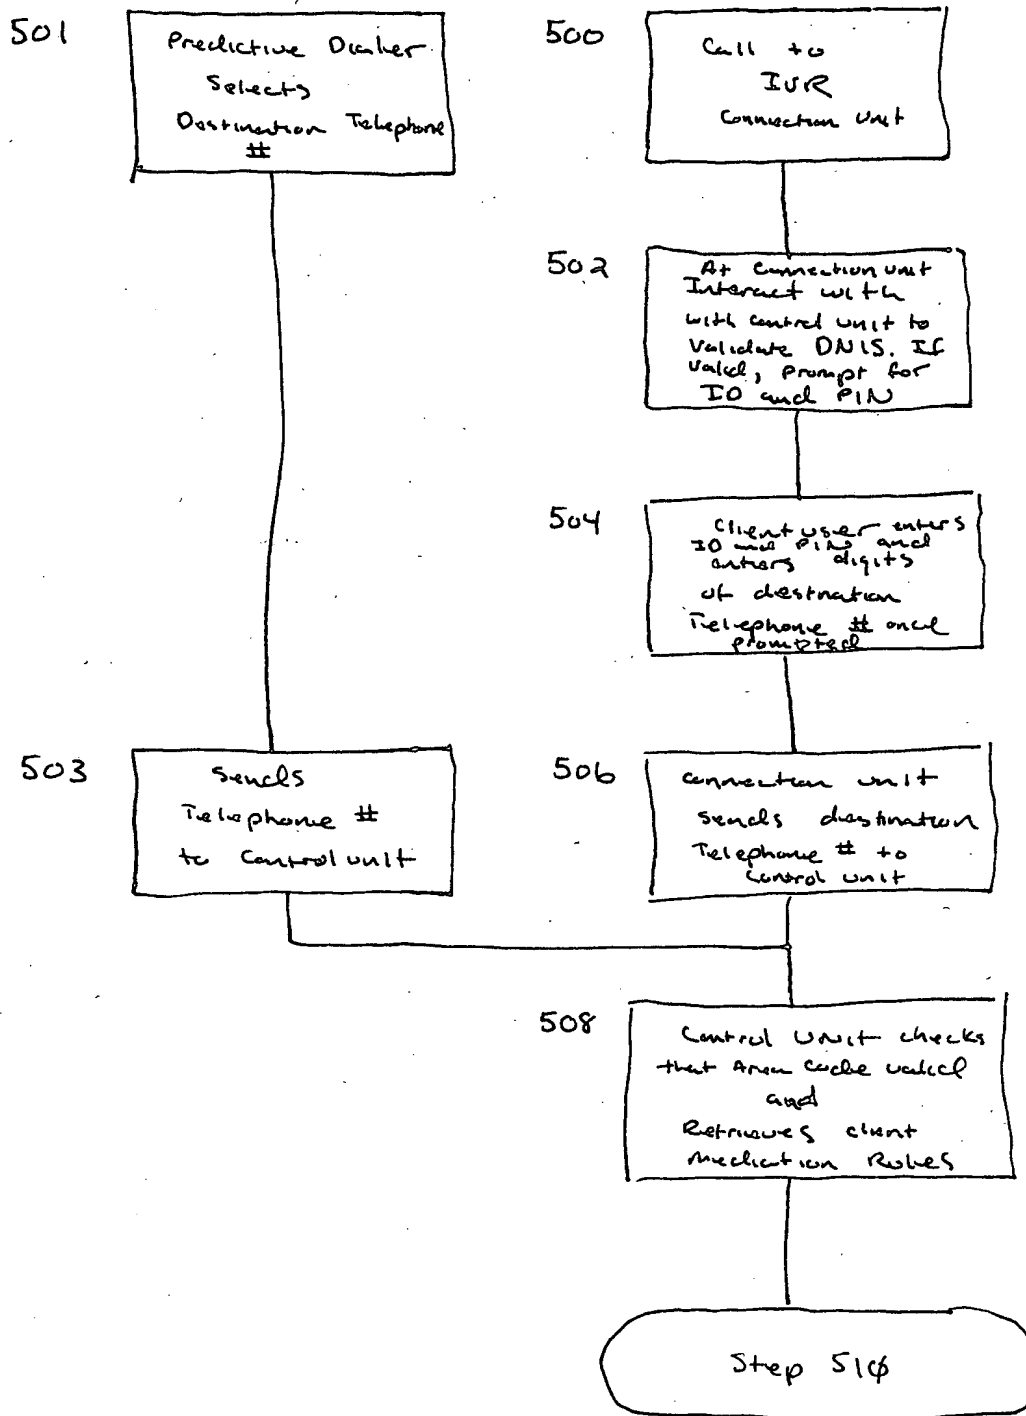 501
Predictive Dialer
Selects
Destination Telephone
#
500
Call to
IVR
Connection Unit
502
At Connection unit
Interact with
with control unit to
Validate DNIS. If
valid, prompt for
ID and PIN
504
Client user enters
ID and PIN and
enters digits
of destination
Telephone # once
prompted
503
Sends
Telephone #
to Control unit
506
connection unit
sends destination
Telephone # to
Control unit
508
Control Unit checks
that Area Code valid
and
Retrieves client
Mediation Rules
Step 510